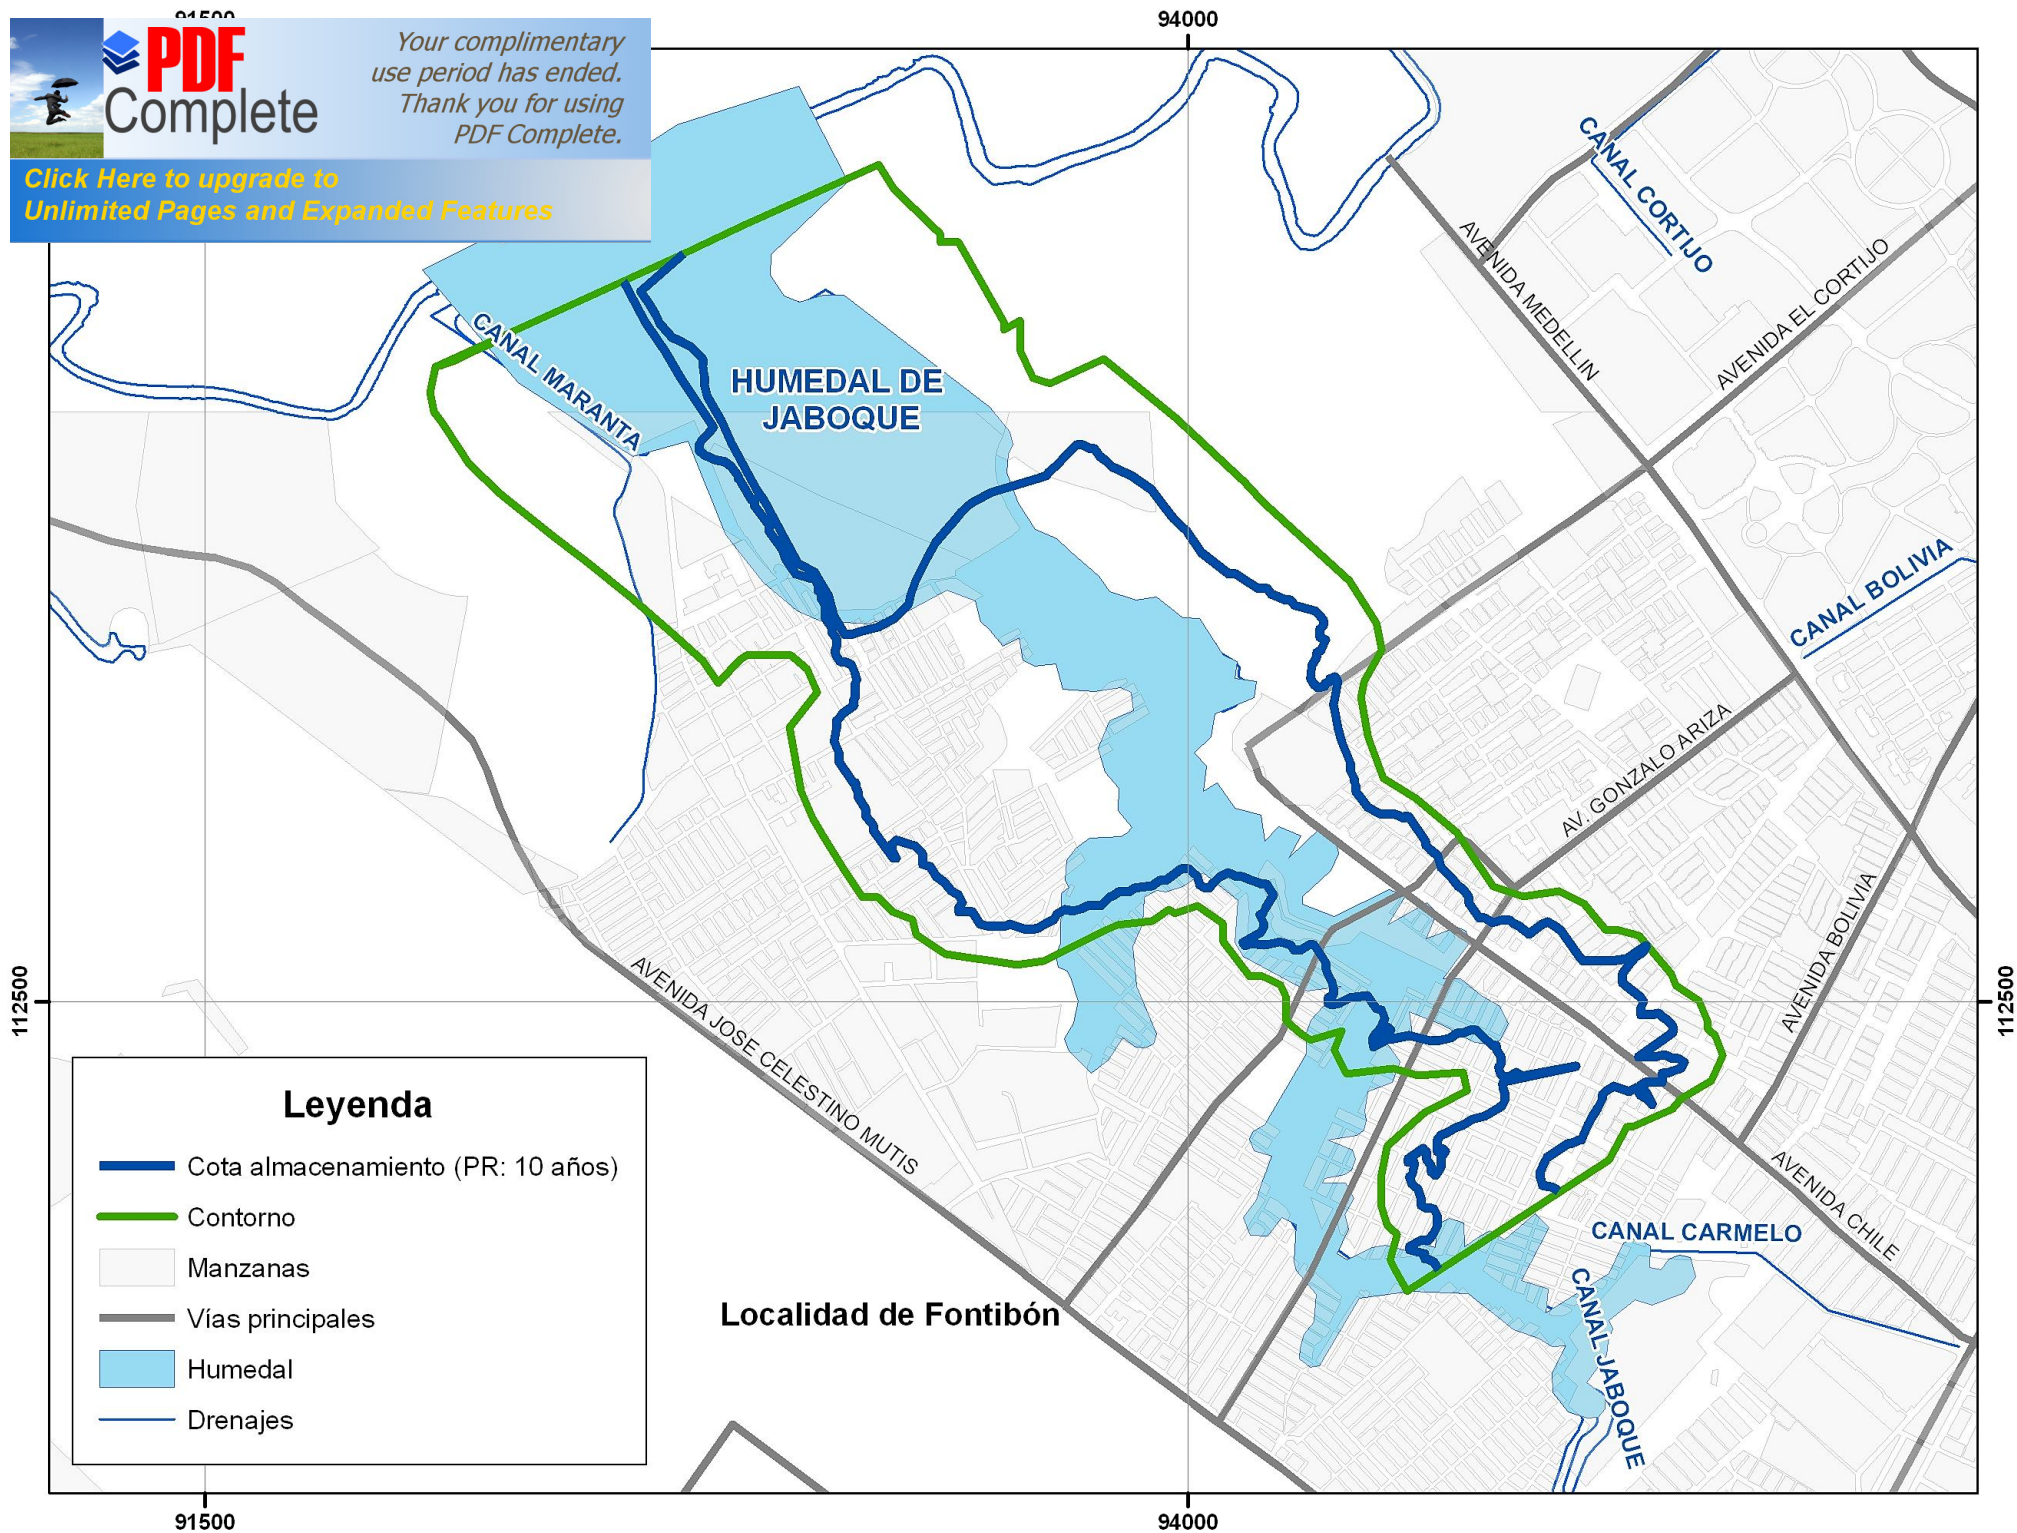 91500
94000
PDF
Complete
Your complimentary
use period has ended.
Thank you for using
PDF Complete.
Click Here to upgrade to
Unlimited Pages and Expanded Features
CANAL CORTIJO
AVENIDA MEDELLIN
AVENIDA EL CORTIJO
CANAL MARANTA
HUMEDAL DE
JABOQUE
CANAL BOLIVIA
AV. GONZALO ARIZA
AVENIDA BOLIVIA
AVENIDA JOSE CELESTINO MUTIS
112500
112500
AVENIDA CHILE
CANAL CARMELO
CANAL JABOQUE
Localidad de Fontibón
Leyenda
Cota almacenamiento (PR: 10 años)
Contorno
Manzanas
Vías principales
Humedal
Drenajes
91500
94000